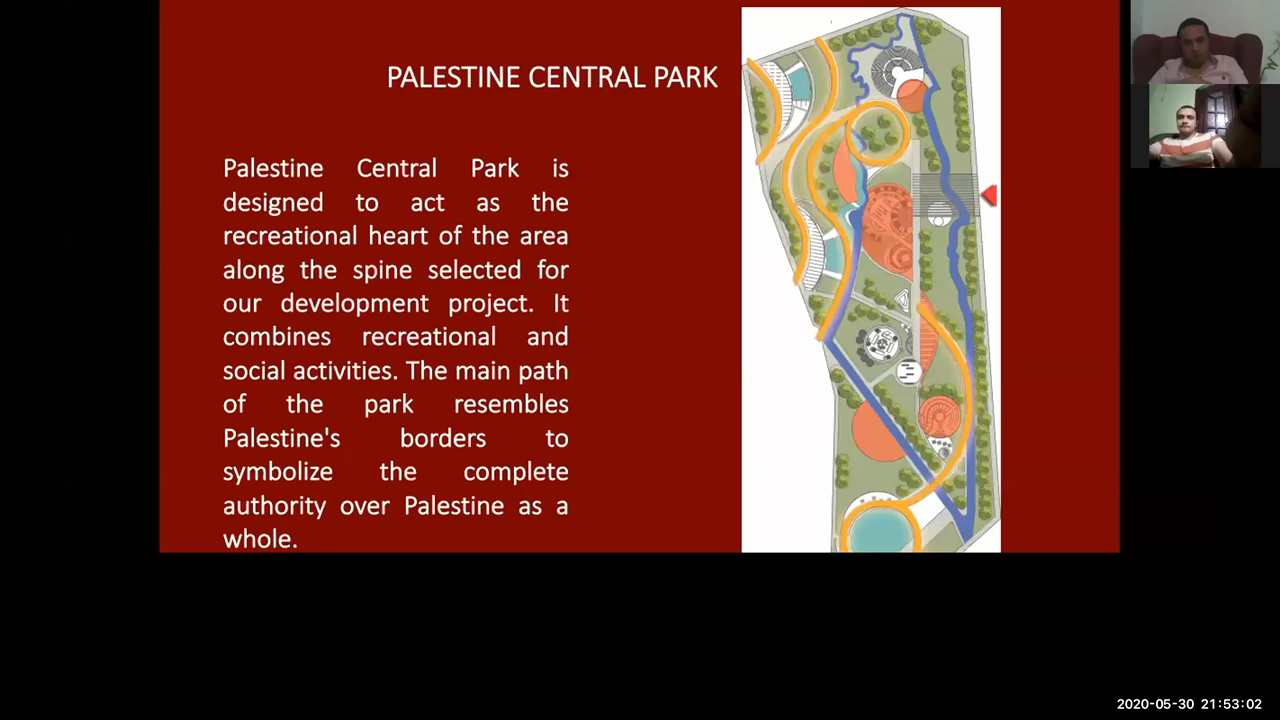 PALESTINE CENTRAL PARK
Palestine Central Park is
designed to act as the
recreational heart of the area
along the spine selected for
our development project. It
combines recreational and
social activities. The main path
of the park resembles
Palestine's borders to
symbolize the complete
authority over Palestine as a
whole.
2020-05-30 21:53:02